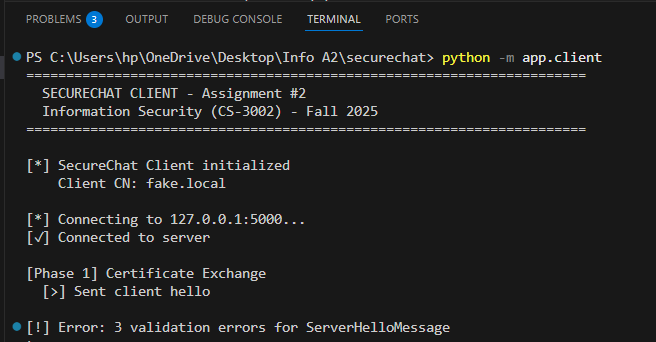 PROBLEMS 3 OUTPUT DEBUG CONSOLE TERMINAL PORTS
PS C:\Users\hp\OneDrive\Desktop\Info A2\securechat> python -m app.client
======================================================================
SECURECHAT CLIENT - Assignment #2
Information Security (CS-3002) - Fall 2025
======================================================================
[*] SecureChat Client initialized
Client CN: fake.local
[*] Connecting to 127.0.0.1:5000...
[✓] Connected to server
[Phase 1] Certificate Exchange
[>] Sent client hello
[!] Error: 3 validation errors for ServerHelloMessage